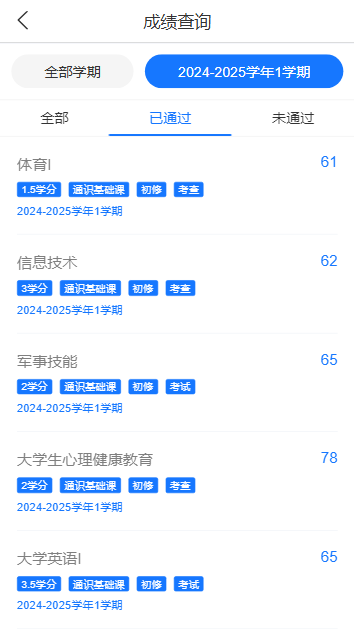 成绩查询
全部学期 2024-2025学年1学期
全部 已通过 未通过
体育Ⅰ 61
1.5学分 通识基础课 初修 考查
2024-2025学年1学期
信息技术 62
3学分 通识基础课 初修 考查
2024-2025学年1学期
军事技能 65
2学分 通识基础课 初修 考试
2024-2025学年1学期
大学生心理健康教育 78
2学分 通识基础课 初修 考查
2024-2025学年1学期
大学英语Ⅰ 65
3.5学分 通识基础课 初修 考试
2024-2025学年1学期